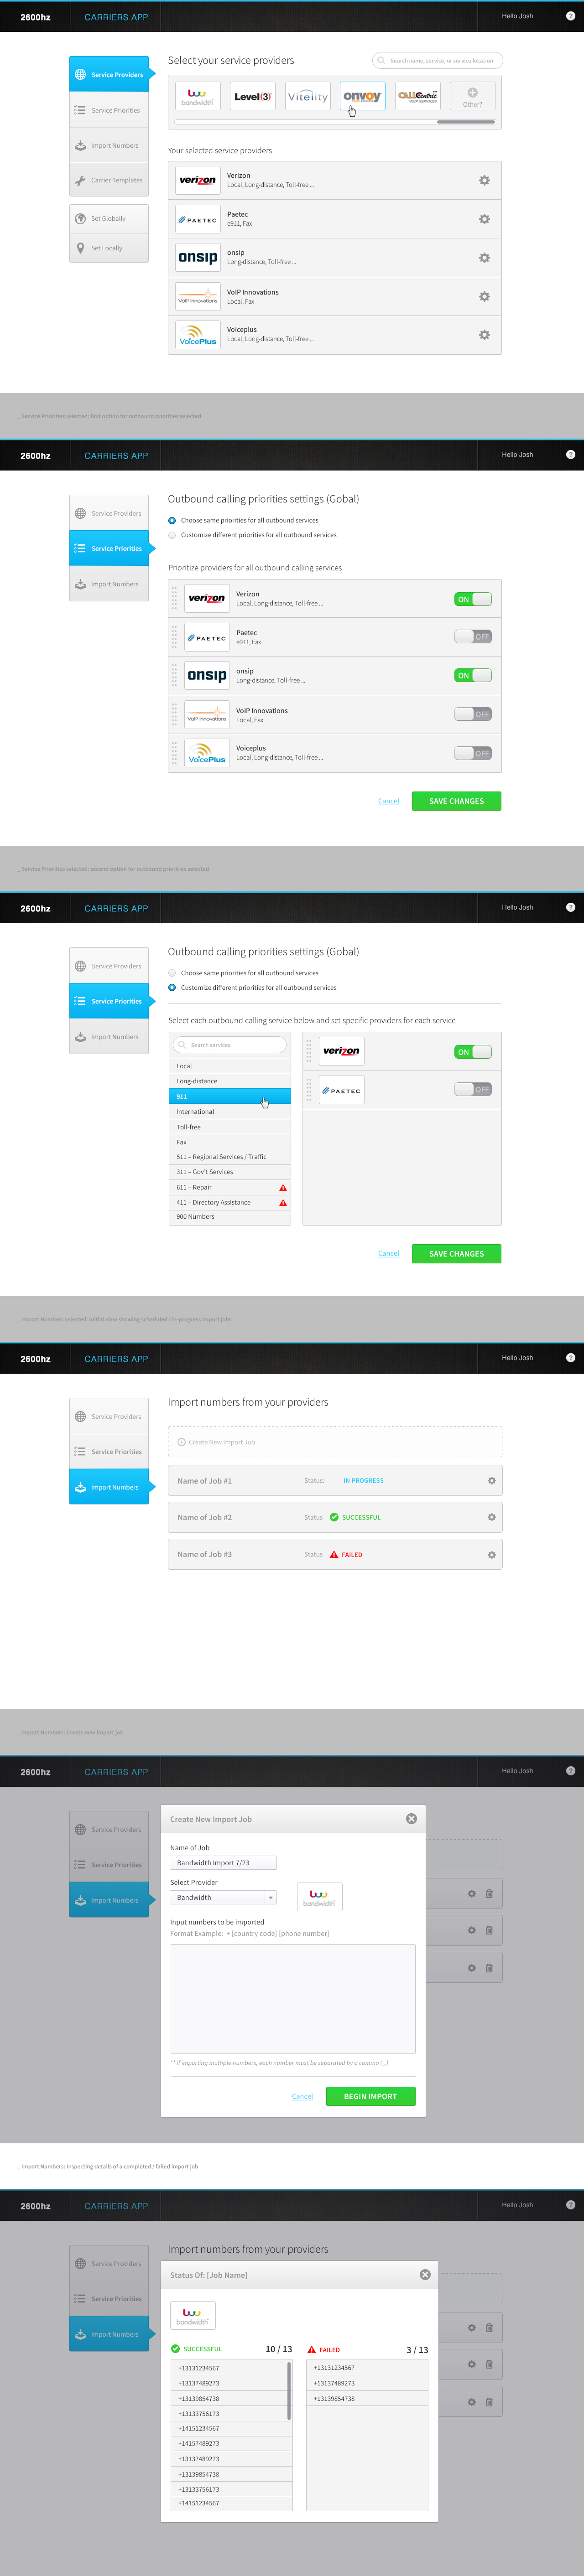 2600hz
CARRIERS APP
Hello Josh
?
Service Providers
Service Priorities
Import Numbers
Carrier Templates
Set Globally
Set Locally
Select your service providers
Search name, service, or service location
bandwidth
Level(3)
Vitelity
onvoy
CallCentric
VOIP SERVICES
Other?
Your selected service providers
verizon
Verizon
Local, Long-distance, Toll-free ...
PAETEC
Paetec
e911, Fax
onsip
onsip
Long-distance, Toll-free ...
VoIP Innovations
VoIP Innovations
Local, Fax
VoicePlus
Voiceplus
Local, Long-distance, Toll-free ...
_ Service Priorities selected: first option for outbound priorities selected
2600hz
CARRIERS APP
Hello Josh
?
Service Providers
Service Priorities
Import Numbers
Outbound calling priorities settings (Gobal)
Choose same priorities for all outbound services
Customize different priorities for all outbound services
Prioritize providers for all outbound calling services
verizon
Verizon
Local, Long-distance, Toll-free ...
ON
PAETEC
Paetec
e911, Fax
OFF
onsip
onsip
Long-distance, Toll-free ...
ON
VoIP Innovations
VoIP Innovations
Local, Fax
OFF
VoicePlus
Voiceplus
Local, Long-distance, Toll-free ...
OFF
Cancel
SAVE CHANGES
_ Service Priorities selected: second option for outbound priorities selected
2600hz
CARRIERS APP
Hello Josh
?
Service Providers
Service Priorities
Import Numbers
Outbound calling priorities settings (Gobal)
Choose same priorities for all outbound services
Customize different priorities for all outbound services
Select each outbound calling service below and set specific providers for each service
Search services
Local
Long-distance
911
International
Toll-free
Fax
511 – Regional Services / Traffic
311 – Gov't Services
611 – Repair
411 – Directory Assistance
900 Numbers
verizon
ON
PAETEC
OFF
Cancel
SAVE CHANGES
_ Import Numbers selected: Initial view showing scheduled / in-progress import jobs
2600hz
CARRIERS APP
Hello Josh
?
Service Providers
Service Priorities
Import Numbers
Import numbers from your providers
Create New Import Job
Name of Job #1
Status:
IN PROGRESS
Name of Job #2
Status
SUCCESSFUL
Name of Job #3
Status
FAILED
_ Import Numbers: Create new import job
2600hz
CARRIERS APP
Hello Josh
?
Service Providers
Service Priorities
Import Numbers
Create New Import Job
Name of Job
Bandwidth Import 7/23
Select Provider
Bandwidth
bandwidth
Input numbers to be imported
Format Example: + [country code] [phone number]
** if importing multiple numbers, each number must be separated by a comma ( , )
Cancel
BEGIN IMPORT
_ Import Numbers: Inspecting details of a completed / failed import job
2600hz
CARRIERS APP
Hello Josh
?
Service Providers
Service Priorities
Import Numbers
Import numbers from your providers
Status Of: [Job Name]
bandwidth
SUCCESSFUL
10 / 13
+13131234567
+13137489273
+13139854738
+13133756173
+14151234567
+14157489273
+13137489273
+13139854738
+13133756173
+14151234567
FAILED
3 / 13
+13131234567
+13137489273
+13139854738